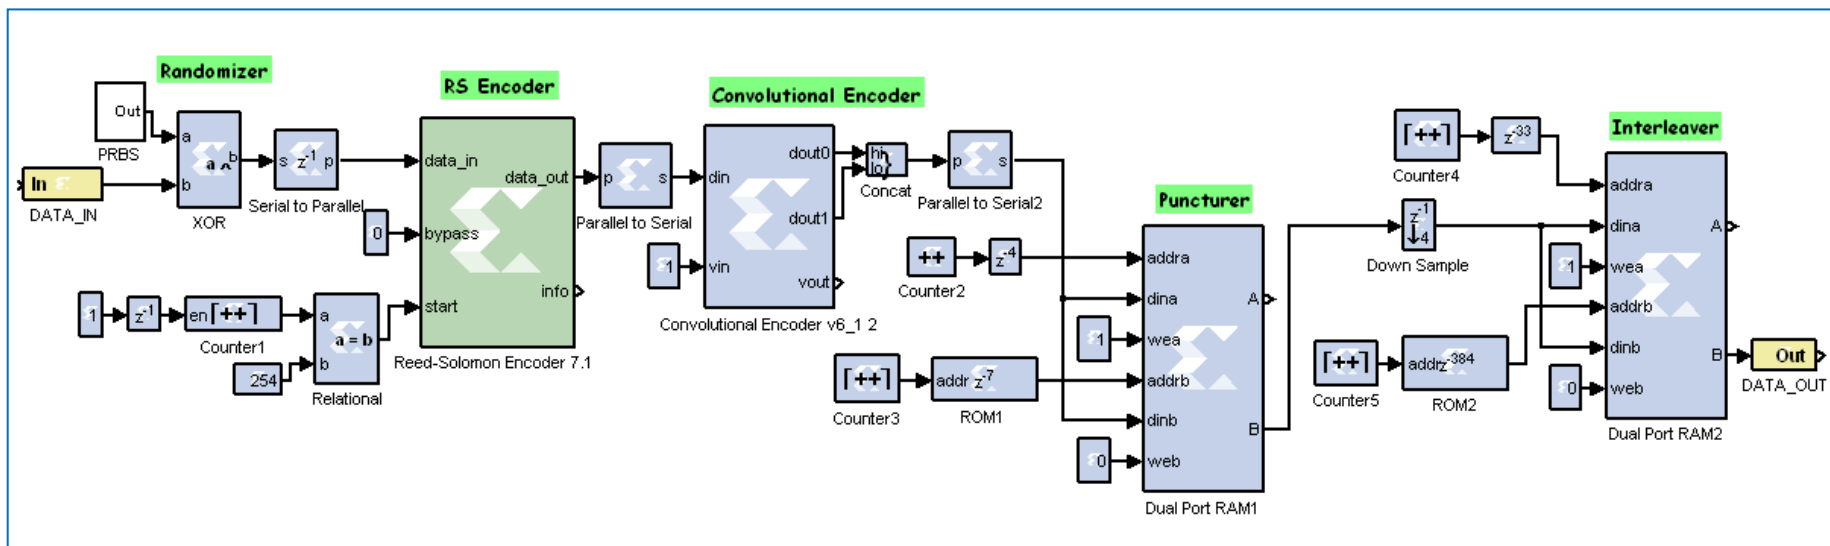 Randomizer
Out
PRBS
In
DATA_IN
a
b
a ^ b
XOR
s z-1 p
Serial to Parallel
RS Encoder
data_in
data_out
bypass
info
start
0
Reed-Solomon Encoder 7.1
1
z-1
en [++]
Counter1
254
a
b
a = b
Relational
p s
Parallel to Serial
Convolutional Encoder
din
vin
dout0
dout1
vout
1
Convolutional Encoder v6_1 2
hi
lo
Concat
p s
Parallel to Serial2
++
Counter2
z-4
[++]
Counter3
addr z-7
ROM1
Puncturer
addra
dina
wea
addrb
dinb
web
A
B
1
0
Dual Port RAM1
z-1
↓4
Down Sample
[++]
Counter4
z-33
[++]
Counter5
addr z-384
ROM2
Interleaver
addra
dina
wea
addrb
dinb
web
A
B
1
0
Dual Port RAM2
Out
DATA_OUT